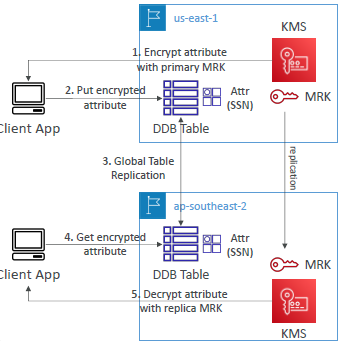 us-east-1
KMS
1. Encrypt attribute
with primary MRK
2. Put encrypted
attribute
Attr
(SSN)
MRK
Client App
DDB Table
3. Global Table
Replication
replication
ap-southeast-2
4. Get encrypted
attribute
Attr
(SSN)
Client App
DDB Table
MRK
5. Decrypt attribute
with replica MRK
KMS